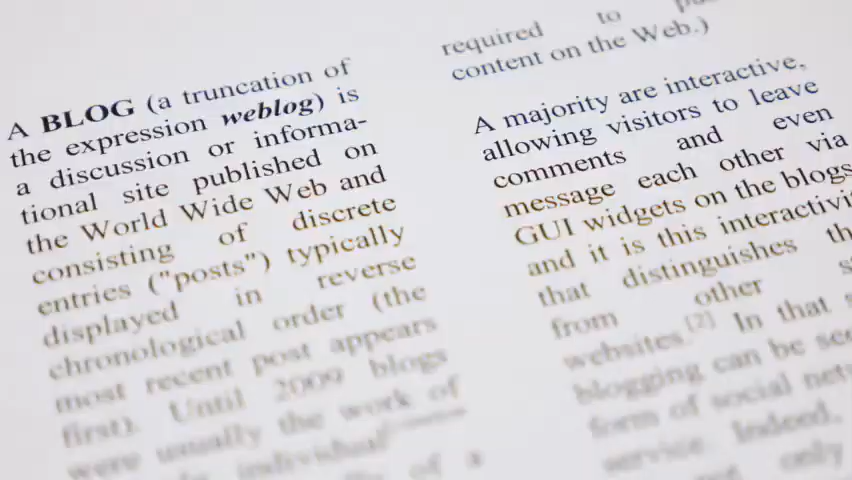 A BLOG (a truncation of
the expression weblog) is
a discussion or informa-
tional site published on
the World Wide Web and
consisting of discrete
entries ("posts") typically
displayed in reverse
chronological order (the
most recent post appears
first). Until 2009 blogs
were usually the work of
individual
of a
required to
content on the Web.)
A majority are interactive,
allowing visitors to leave
comments and even
message each other via
GUI widgets on the blogs
and it is this
that distinguishes
from other
websites.[2] In that
blogging can be
form of social
service. Indeed,
only